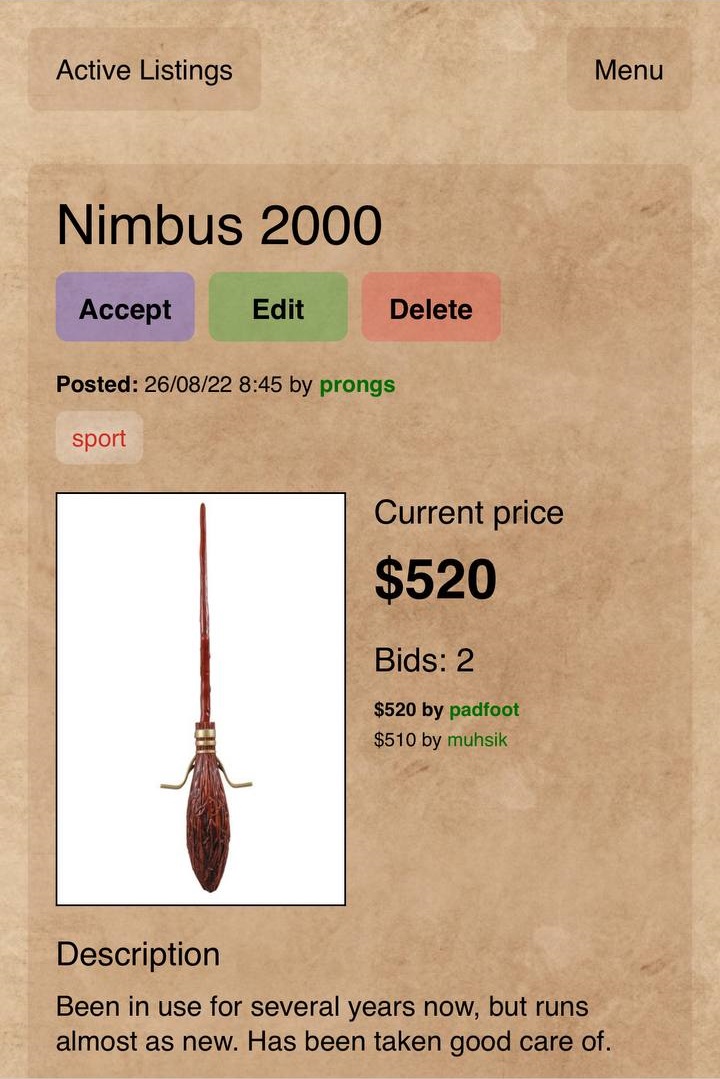 Active Listings
Menu
Nimbus 2000
Accept
Edit
Delete
Posted: 26/08/22 8:45 by prongs
sport
Current price
$520
Bids: 2
$520 by padfoot
$510 by muhsik
Description
Been in use for several years now, but runs
almost as new. Has been taken good care of.